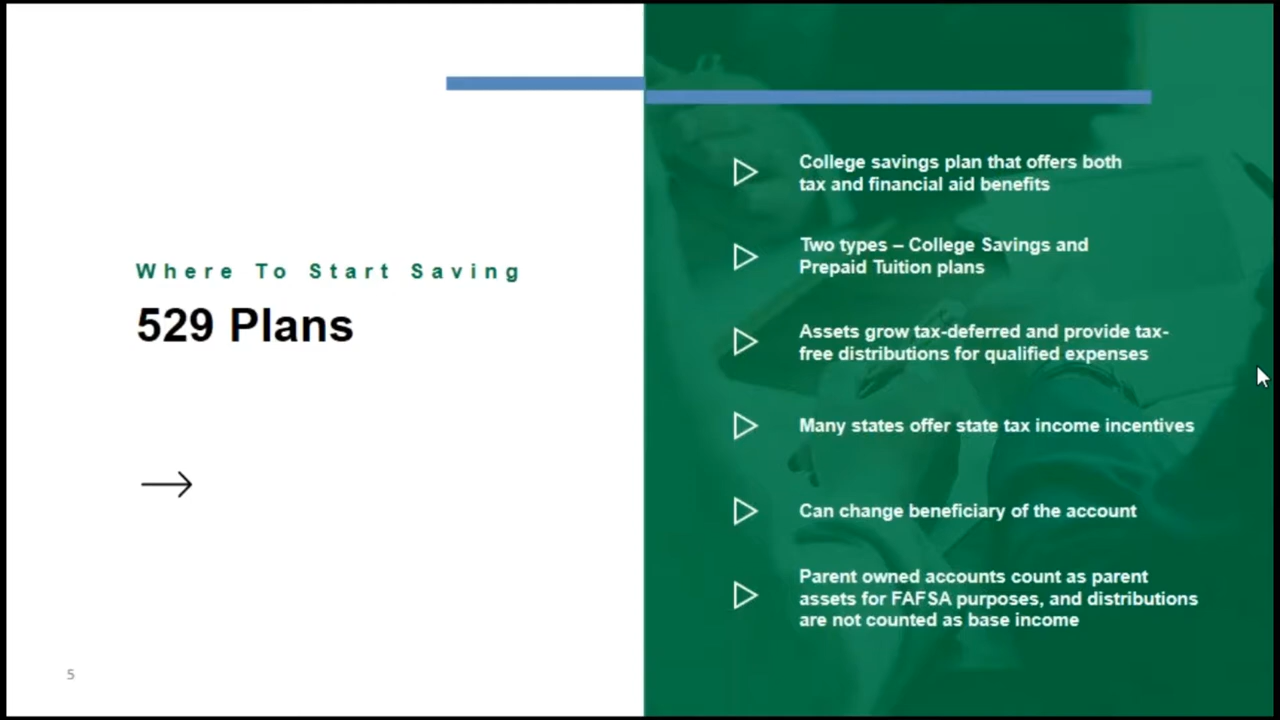 Where To Start Saving
529 Plans
College savings plan that offers both
tax and financial aid benefits
Two types – College Savings and
Prepaid Tuition plans
Assets grow tax-deferred and provide tax-
free distributions for qualified expenses
Many states offer state tax income incentives
Can change beneficiary of the account
Parent owned accounts count as parent
assets for FAFSA purposes, and distributions
are not counted as base income
5